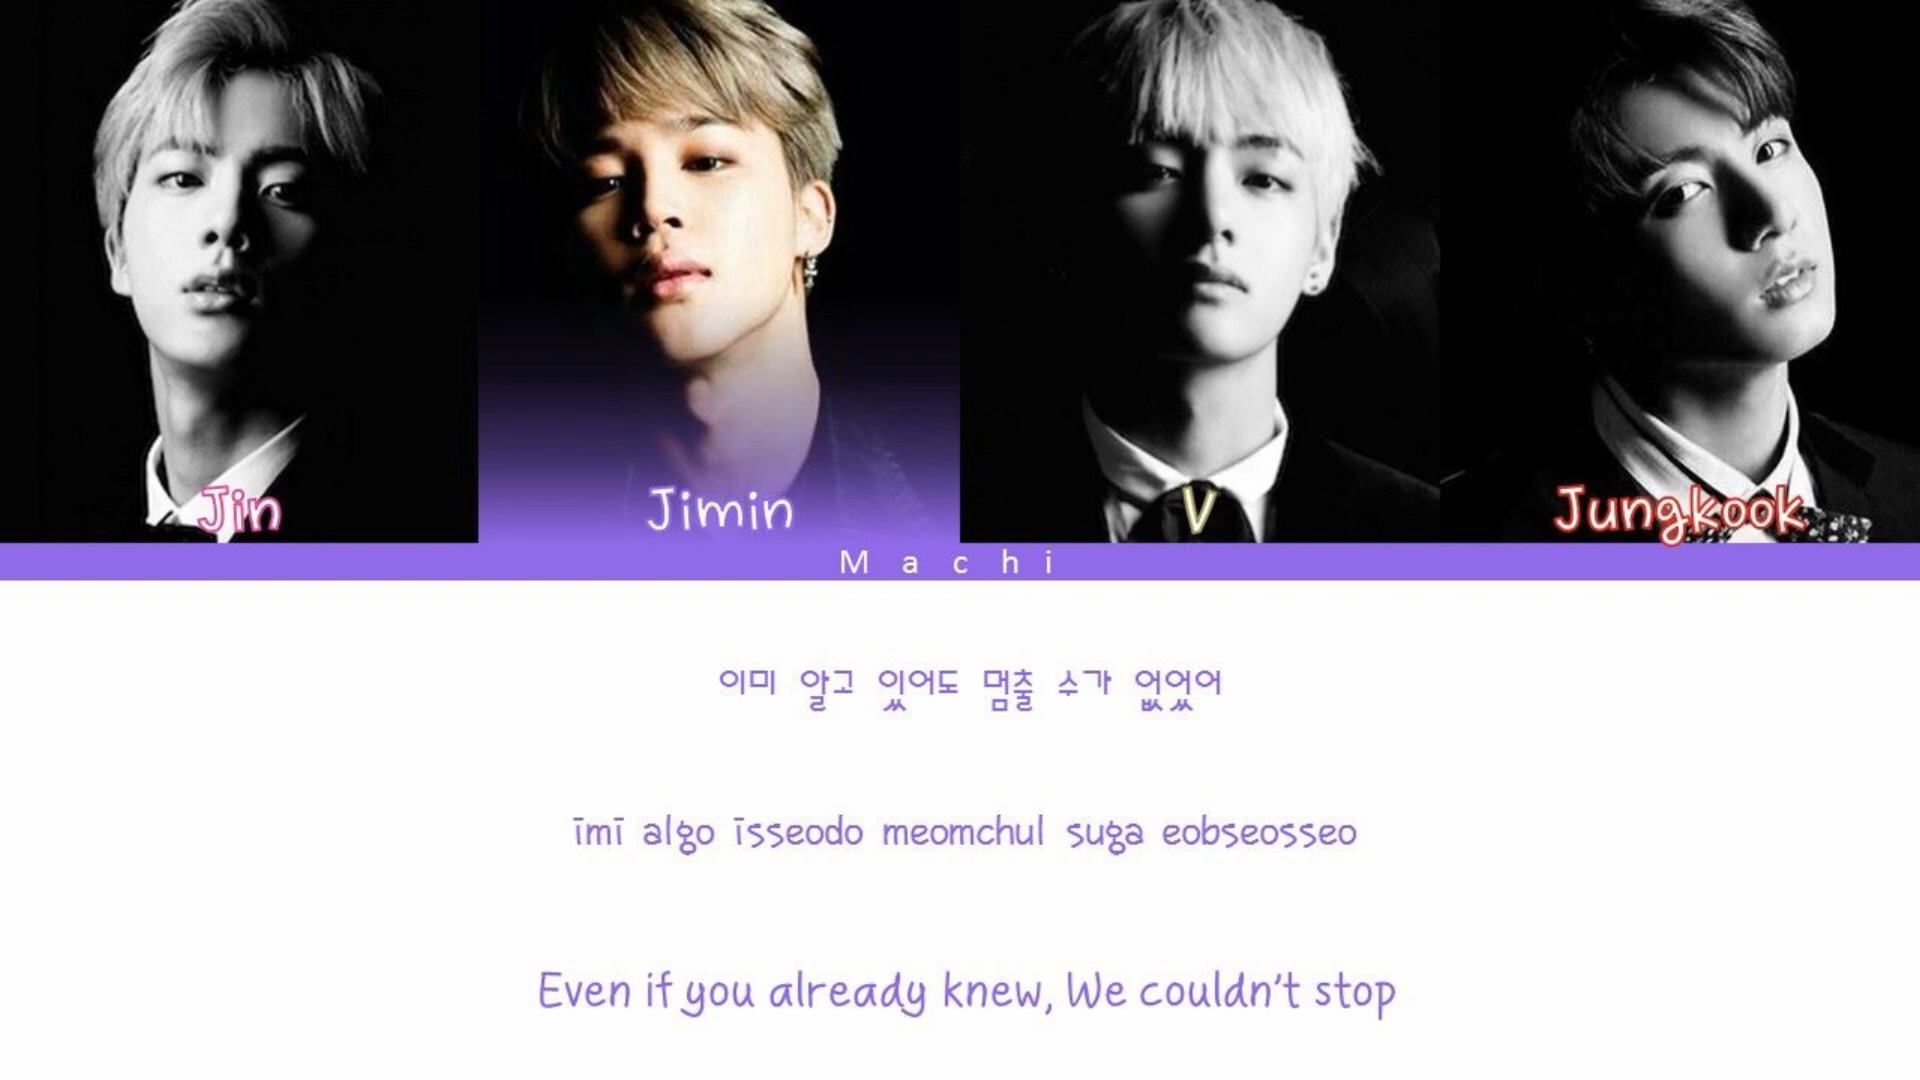 Jin
Jimin
V
Jungkook
Machi
이미 알고 있어도 멈출 수가 없었어
īmī algo īsseodo meomchul suga eobseosseo
Even if you already knew, We couldn't stop